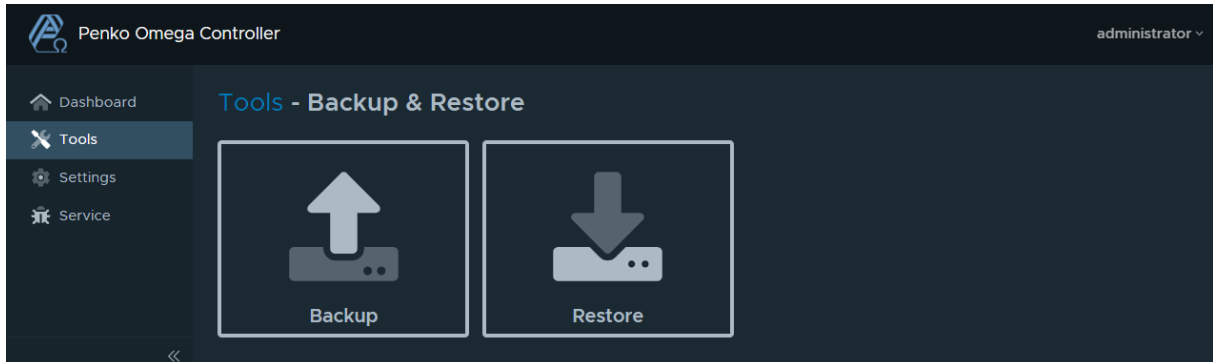 Penko Omega Controller
administrator
Dashboard
Tools
Settings
Service
Tools - Backup & Restore
Backup
Restore